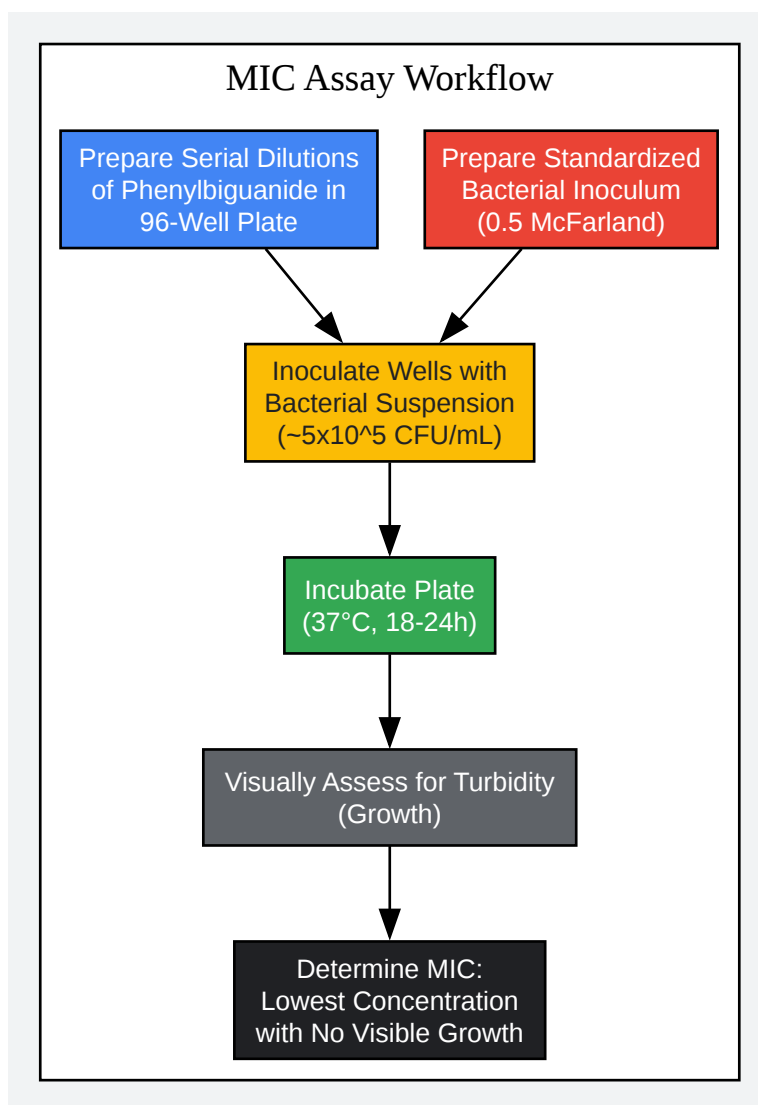 MIC Assay Workflow
Prepare Serial Dilutions
of Phenylbiguanide in
96-Well Plate
Prepare Standardized
Bacterial Inoculum
(0.5 McFarland)
Inoculate Wells with
Bacterial Suspension
(~5x10^5 CFU/mL)
Incubate Plate
(37°C, 18-24h)
Visually Assess for Turbidity
(Growth)
Determine MIC:
Lowest Concentration
with No Visible Growth